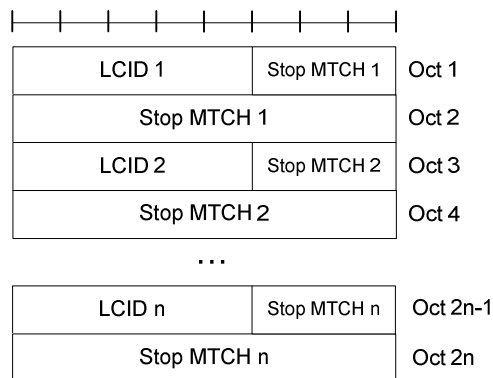 LCID 1 Stop MTCH 1 Oct 1
Stop MTCH 1 Oct 2
LCID 2 Stop MTCH 2 Oct 3
Stop MTCH 2 Oct 4
...
LCID n Stop MTCH n Oct 2n-1
Stop MTCH n Oct 2n